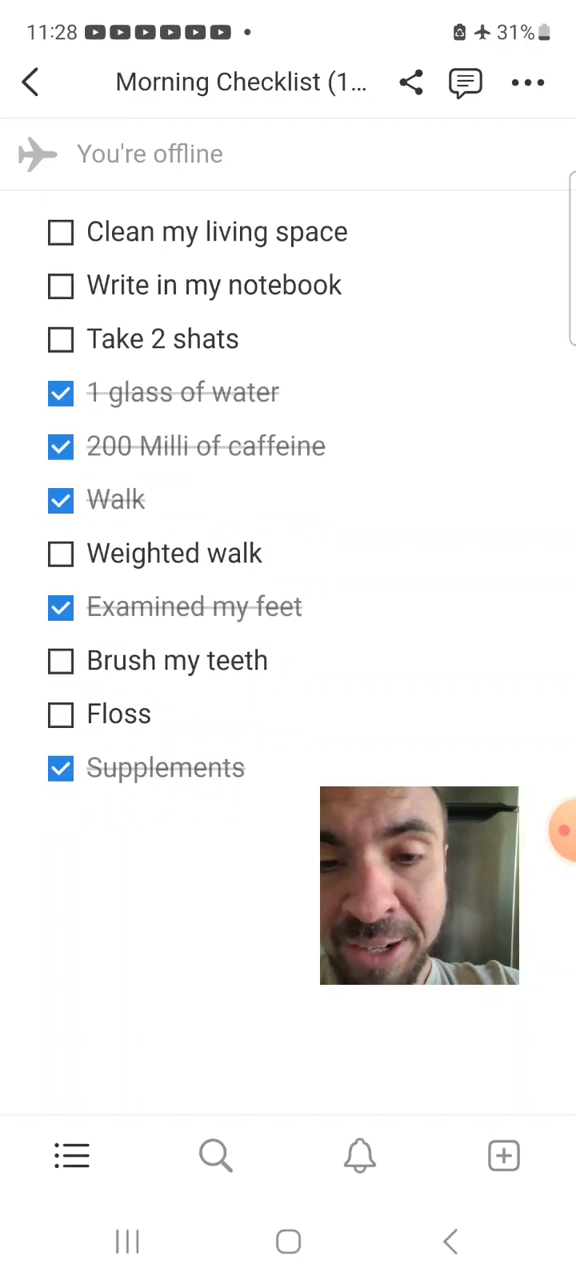 11:28
31%
Morning Checklist (1...
You're offline
Clean my living space
Write in my notebook
Take 2 shats
1 glass of water
200 Milli of caffeine
Walk
Weighted walk
Examined my feet
Brush my teeth
Floss
Supplements